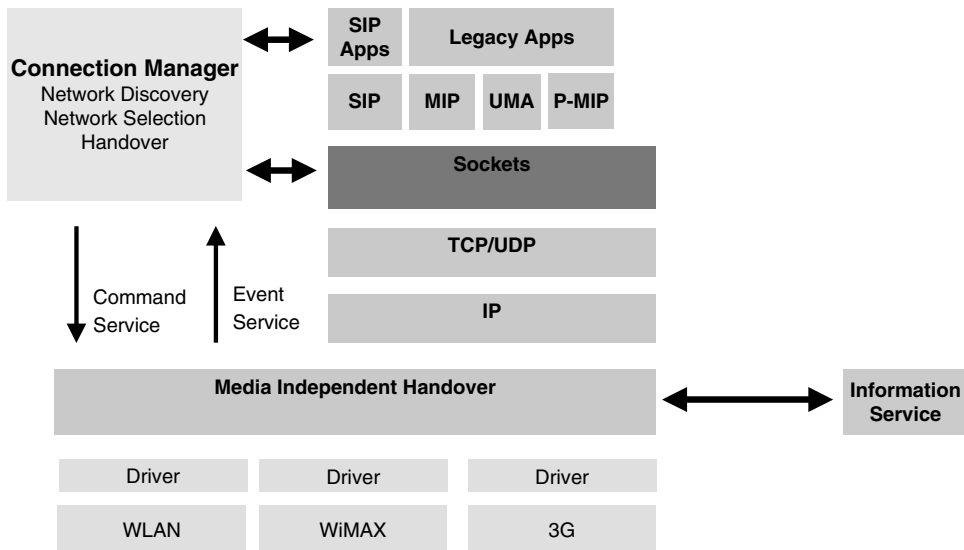 Connection Manager
Network Discovery
Network Selection
Handover
SIP
Apps
Legacy Apps
SIP
MIP
UMA
P-MIP
Sockets
TCP/UDP
IP
Command
Service
Event
Service
Media Independent Handover
Information
Service
Driver
Driver
Driver
WLAN
WiMAX
3G